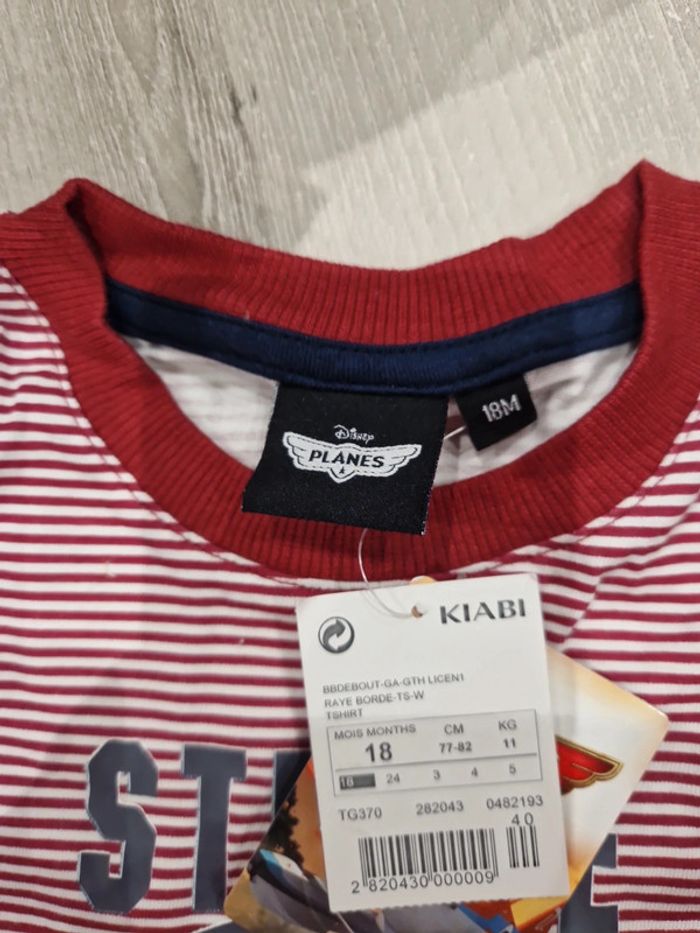 Disney
PLANES
18M
KIABI
BBDEBOUT-GA-GTH LICEN1
RAYE BORDE-TS-W
TSHIRT
MOIS MONTHS CM KG
18 77-82 11
18 24 3 4 5
TG370 282043 0482193
40
2 820430 000009
ST
E